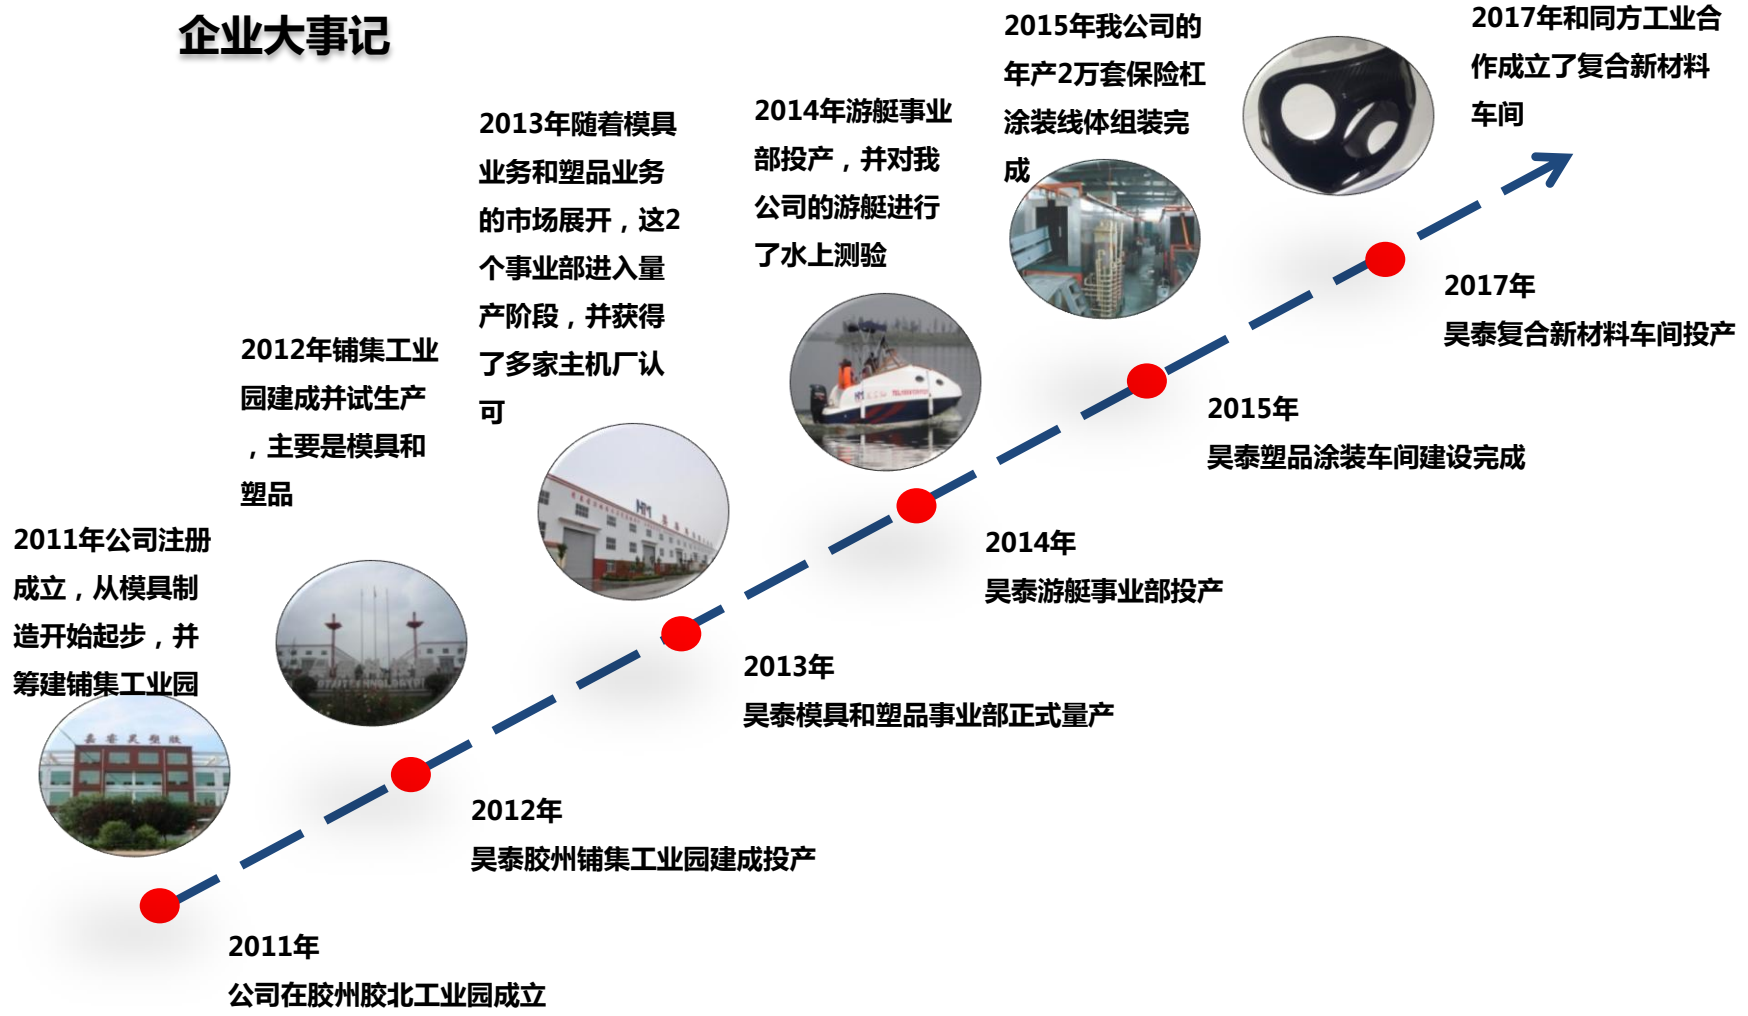 企业大事记
2011年公司注册
成立，从模具制
造开始起步，并
筹建铺集工业园
2011年
公司在胶州胶北工业园成立
2012年铺集工业
园建成并试生产
，主要是模具和
塑品
2012年
昊泰胶州铺集工业园建成投产
2013年随着模具
业务和塑品业务
的市场展开，这2
个事业部进入量
产阶段，并获得
了多家主机厂认
可
2013年
昊泰模具和塑品事业部正式量产
2014年游艇事业
部投产，并对我
公司的游艇进行
了水上测验
2014年
昊泰游艇事业部投产
2015年我公司的
年产2万套保险杠
涂装线体组装完
成
2015年
昊泰塑品涂装车间建设完成
2017年和同方工业合
作成立了复合新材料
车间
2017年
昊泰复合新材料车间投产